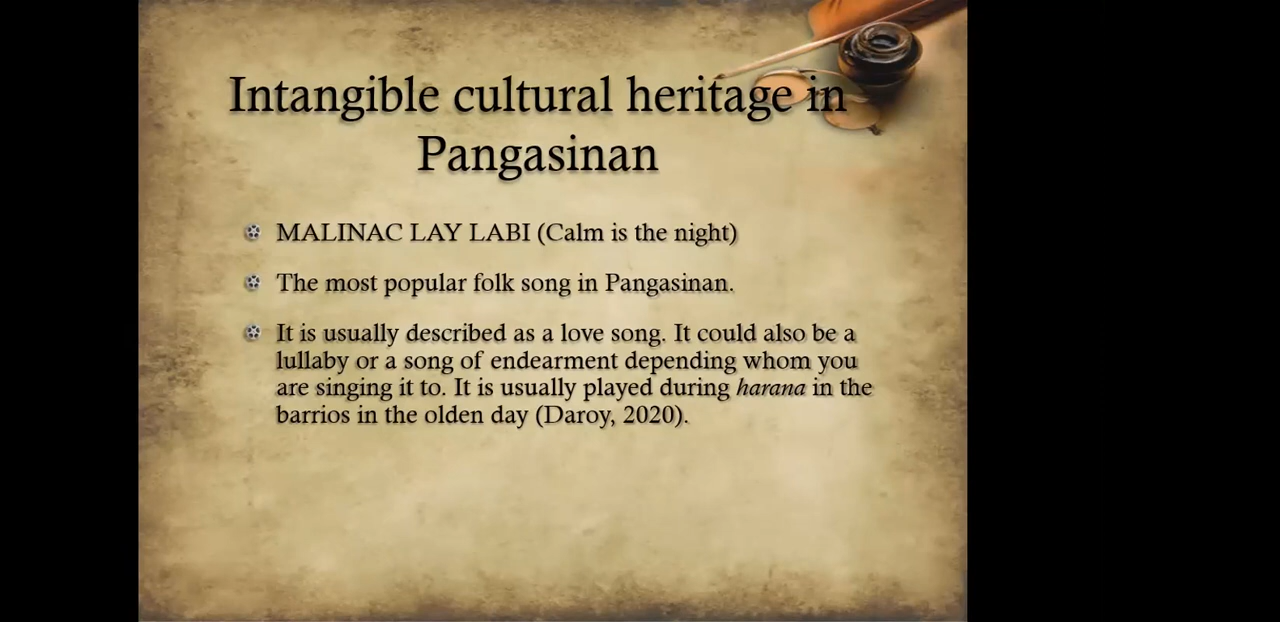 Intangible cultural heritage in
Pangasinan
MALINAC LAY LABI (Calm is the night)
The most popular folk song in Pangasinan.
It is usually described as a love song. It could also be a
lullaby or a song of endearment depending whom you
are singing it to. It is usually played during harana in the
barrios in the olden day (Daroy, 2020).